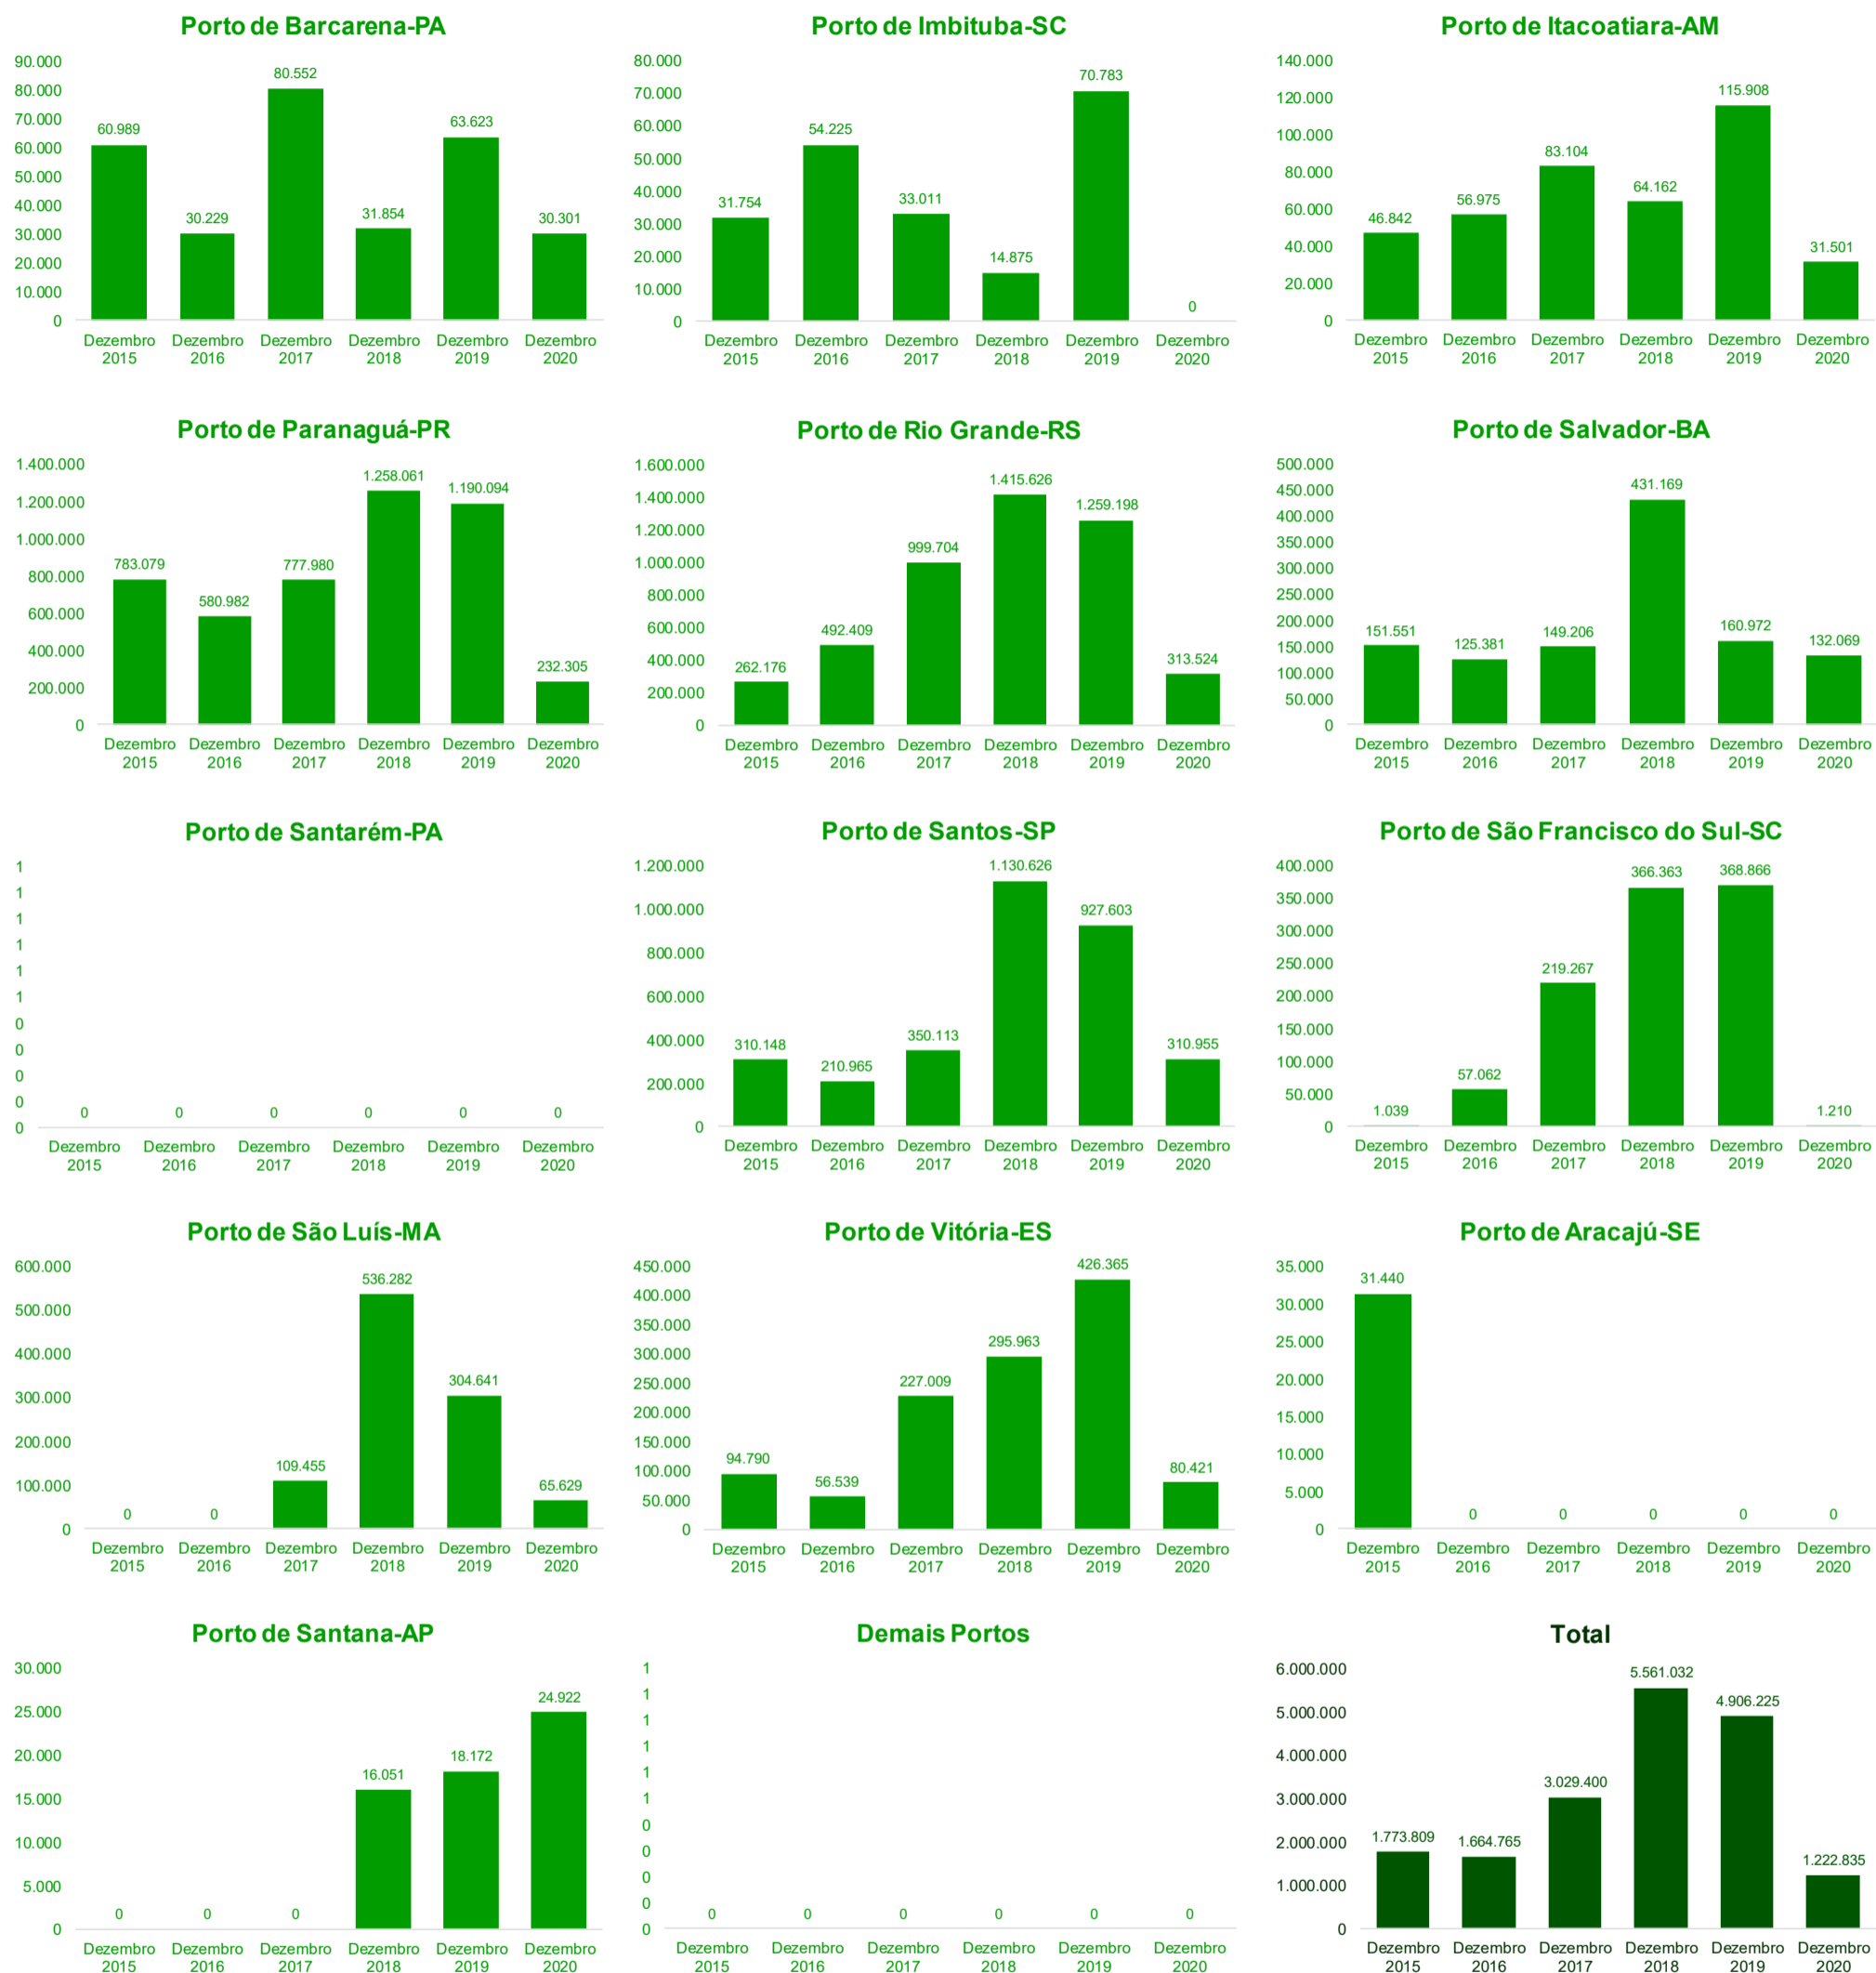 Porto de Barcarena-PA
90.000
80.000
70.000
60.000
50.000
40.000
30.000
20.000
10.000
0
60.989
30.229
80.552
31.854
63.623
30.301
Dezembro 2015
Dezembro 2016
Dezembro 2017
Dezembro 2018
Dezembro 2019
Dezembro 2020
Porto de Imbituba-SC
80.000
70.000
60.000
50.000
40.000
30.000
20.000
10.000
0
31.754
54.225
33.011
14.875
70.783
0
Dezembro 2015
Dezembro 2016
Dezembro 2017
Dezembro 2018
Dezembro 2019
Dezembro 2020
Porto de Itacoatiara-AM
140.000
120.000
100.000
80.000
60.000
40.000
20.000
0
46.842
56.975
83.104
64.162
115.908
31.501
Dezembro 2015
Dezembro 2016
Dezembro 2017
Dezembro 2018
Dezembro 2019
Dezembro 2020
Porto de Paranaguá-PR
1.400.000
1.200.000
1.000.000
800.000
600.000
400.000
200.000
0
783.079
580.982
777.980
1.258.061
1.190.094
232.305
Dezembro 2015
Dezembro 2016
Dezembro 2017
Dezembro 2018
Dezembro 2019
Dezembro 2020
Porto de Rio Grande-RS
1.600.000
1.400.000
1.200.000
1.000.000
800.000
600.000
400.000
200.000
0
262.176
492.409
999.704
1.415.626
1.259.198
313.524
Dezembro 2015
Dezembro 2016
Dezembro 2017
Dezembro 2018
Dezembro 2019
Dezembro 2020
Porto de Salvador-BA
500.000
450.000
400.000
350.000
300.000
250.000
200.000
150.000
100.000
50.000
0
151.551
125.381
149.206
431.169
160.972
132.069
Dezembro 2015
Dezembro 2016
Dezembro 2017
Dezembro 2018
Dezembro 2019
Dezembro 2020
Porto de Santarém-PA
1
1
1
1
1
1
0
0
0
0
0
0
0
0
0
0
0
Dezembro 2015
Dezembro 2016
Dezembro 2017
Dezembro 2018
Dezembro 2019
Dezembro 2020
Porto de Santos-SP
1.200.000
1.000.000
800.000
600.000
400.000
200.000
0
310.148
210.965
350.113
1.130.626
927.603
310.955
Dezembro 2015
Dezembro 2016
Dezembro 2017
Dezembro 2018
Dezembro 2019
Dezembro 2020
Porto de São Francisco do Sul-SC
400.000
350.000
300.000
250.000
200.000
150.000
100.000
50.000
0
1.039
57.062
219.267
366.363
368.866
1.210
Dezembro 2015
Dezembro 2016
Dezembro 2017
Dezembro 2018
Dezembro 2019
Dezembro 2020
Porto de São Luís-MA
600.000
500.000
400.000
300.000
200.000
100.000
0
0
0
109.455
536.282
304.641
65.629
Dezembro 2015
Dezembro 2016
Dezembro 2017
Dezembro 2018
Dezembro 2019
Dezembro 2020
Porto de Vitória-ES
450.000
400.000
350.000
300.000
250.000
200.000
150.000
100.000
50.000
0
94.790
56.539
227.009
295.963
426.365
80.421
Dezembro 2015
Dezembro 2016
Dezembro 2017
Dezembro 2018
Dezembro 2019
Dezembro 2020
Porto de Aracajú-SE
35.000
30.000
25.000
20.000
15.000
10.000
5.000
0
31.440
0
0
0
0
0
Dezembro 2015
Dezembro 2016
Dezembro 2017
Dezembro 2018
Dezembro 2019
Dezembro 2020
Porto de Santana-AP
30.000
25.000
20.000
15.000
10.000
5.000
0
0
0
0
16.051
18.172
24.922
Dezembro 2015
Dezembro 2016
Dezembro 2017
Dezembro 2018
Dezembro 2019
Dezembro 2020
Demais Portos
1
1
1
1
1
1
0
0
0
0
0
0
0
0
0
0
0
Dezembro 2015
Dezembro 2016
Dezembro 2017
Dezembro 2018
Dezembro 2019
Dezembro 2020
Total
6.000.000
5.000.000
4.000.000
3.000.000
2.000.000
1.000.000
0
1.773.809
1.664.765
3.029.400
5.561.032
4.906.225
1.222.835
Dezembro 2015
Dezembro 2016
Dezembro 2017
Dezembro 2018
Dezembro 2019
Dezembro 2020